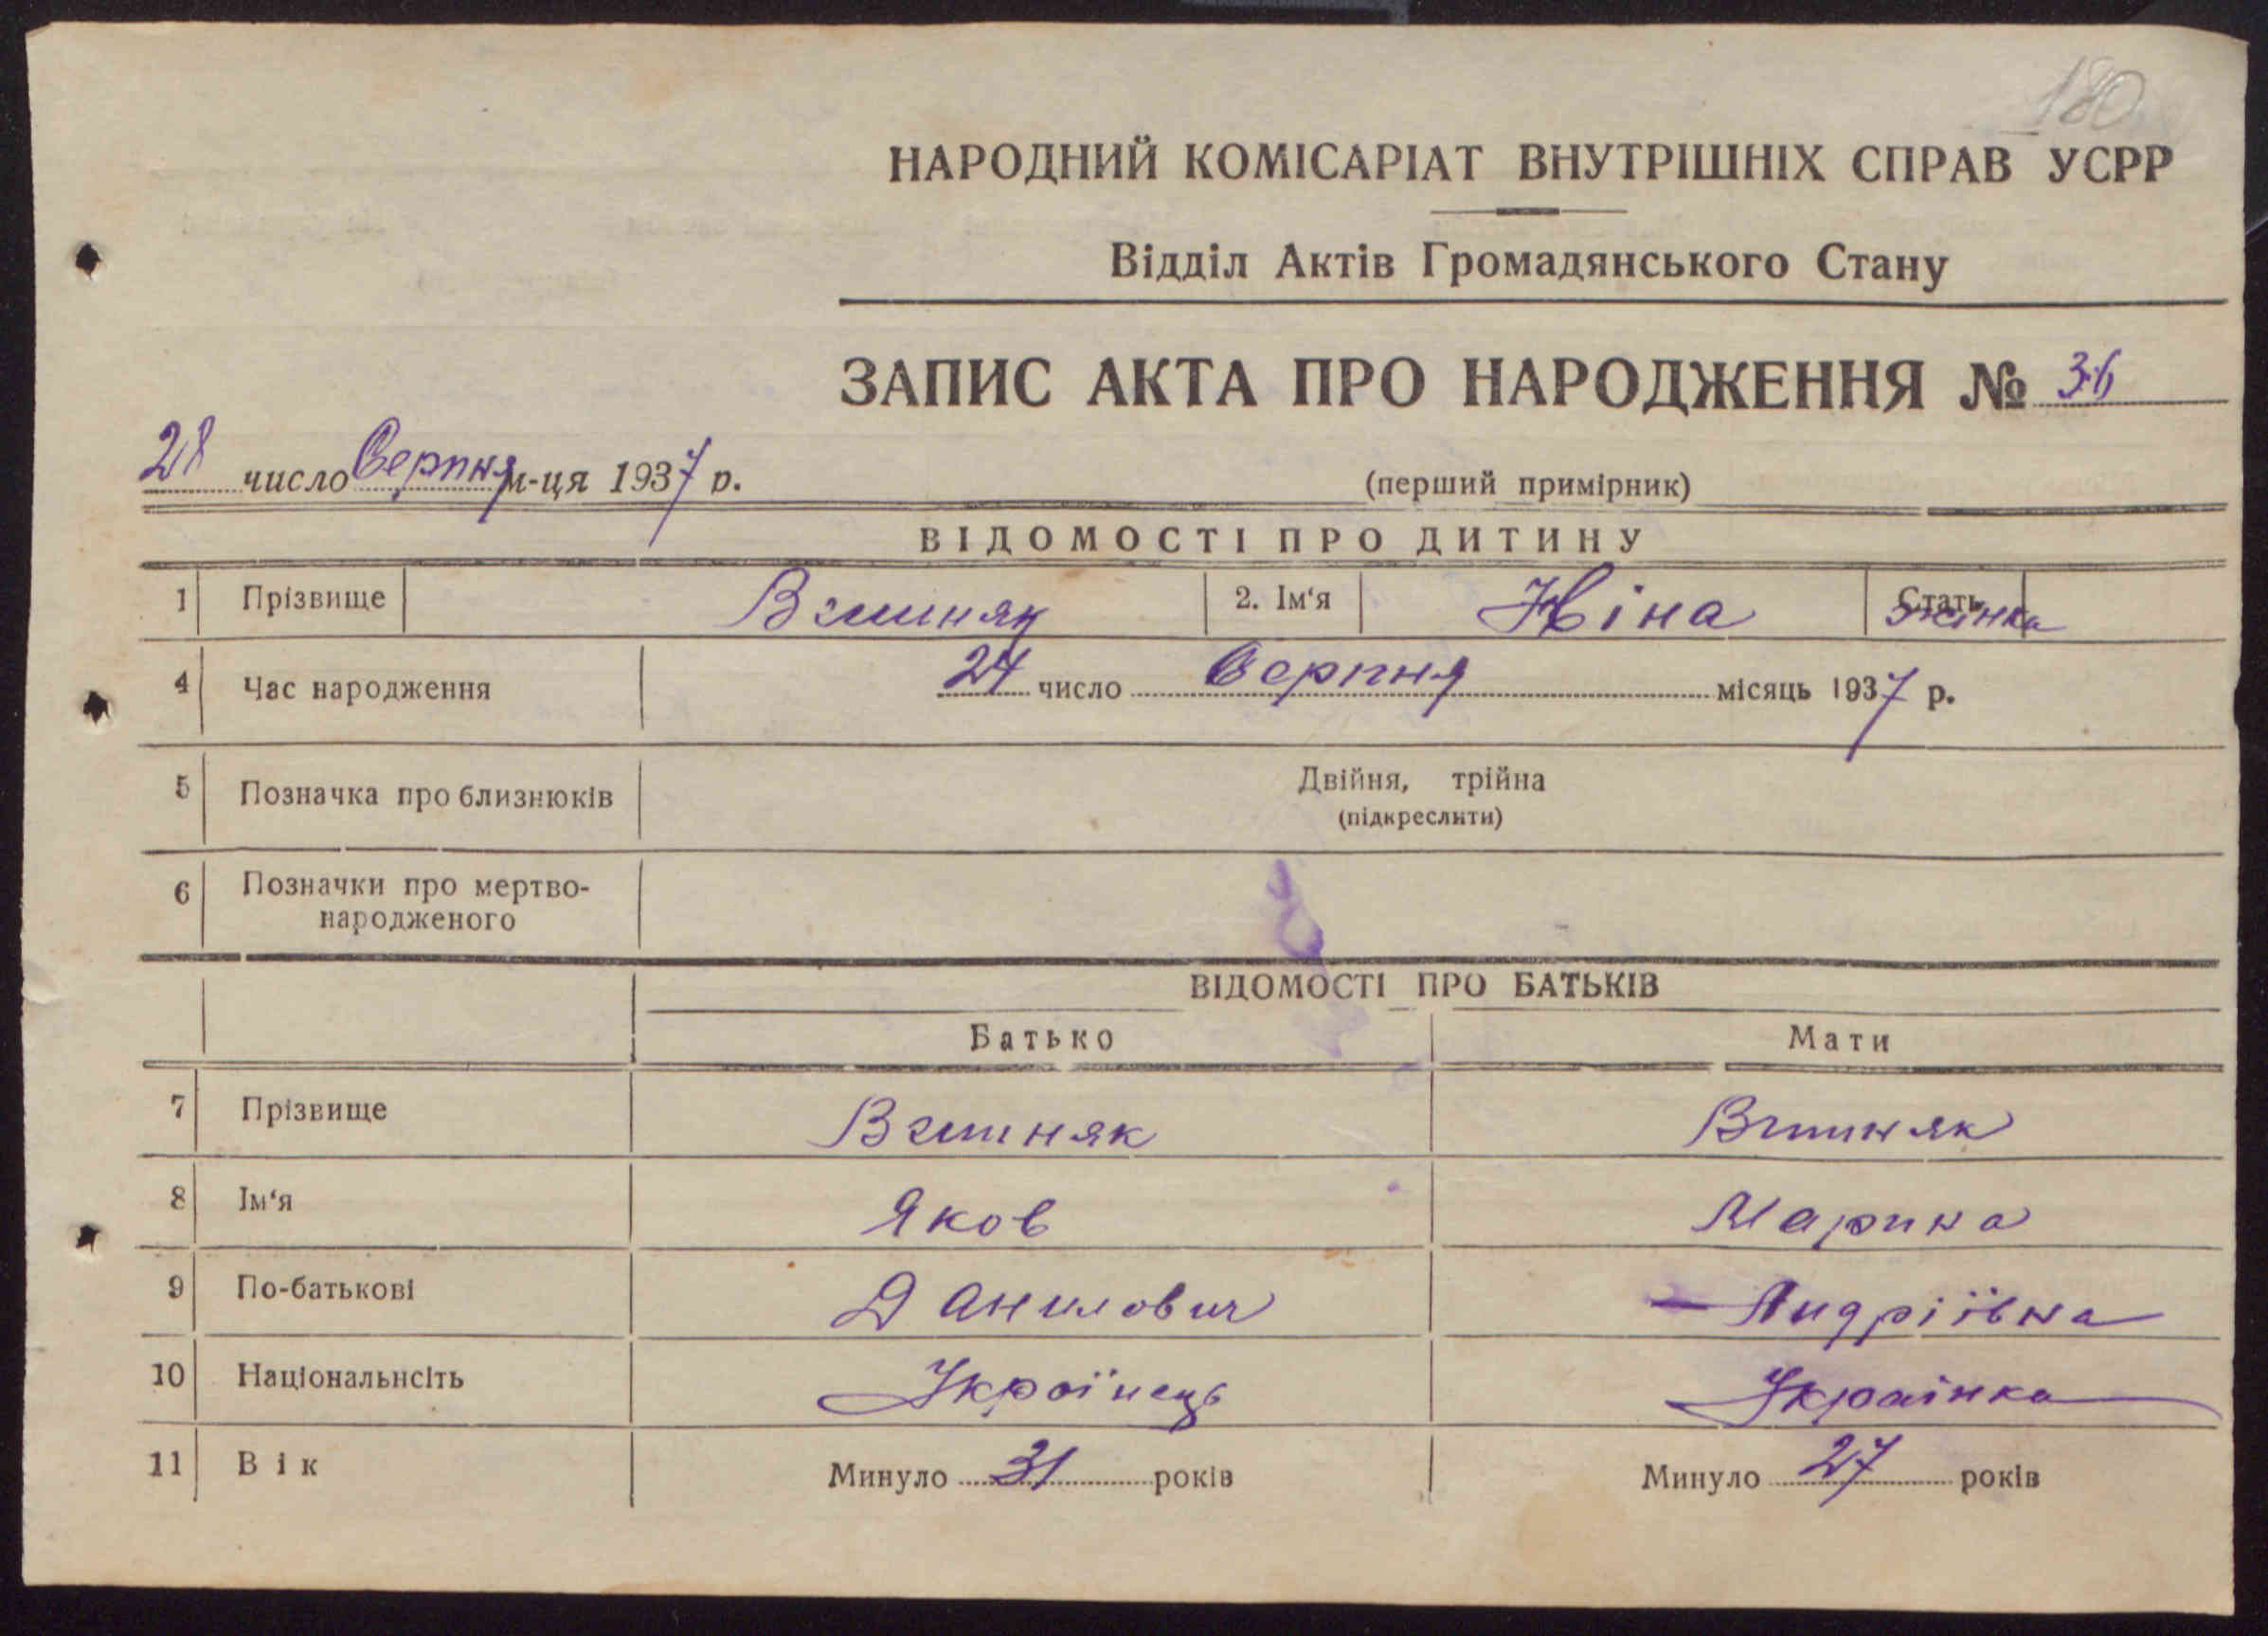 180
НАРОДНИЙ КОМІСАРІАТ ВНУТРІШНІХ СПРАВ УСРР
Відділ Актів Громадянського Стану
ЗАПИС АКТА ПРО НАРОДЖЕННЯ № 36
28 число Серпня м-ця 1937 р.
(перший примірник)
ВІДОМОСТІ ПРО ДИТИНУ
1 Прізвище 2. Ім'я Ніна Стать жінка
4 Час народження 24 число Серпня місяць 1937 р.
5 Позначка про близнюків Двійня, трійна
(підкреслити)
6 Позначки про мертво-
народженого
ВІДОМОСТІ ПРО БАТЬКІВ
Батько Мати
7 Прізвище
8 Ім'я Яков Марина
9 По-батькові Данилович Андріївна
10 Національнсіть Українець Українка
11 Вік Минуло 31 років Минуло 27 років